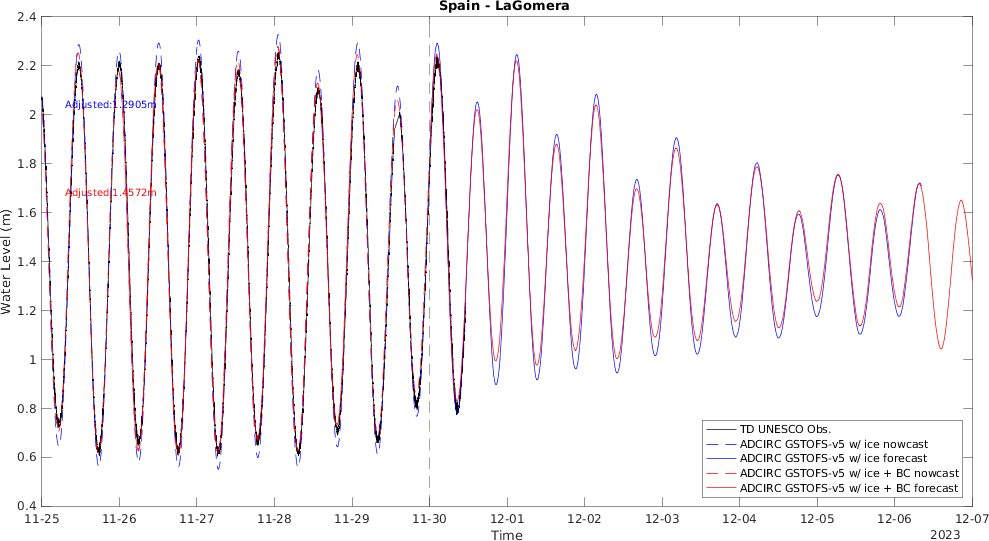 Spain - LaGomera
2.4
2.2
2
1.8
1.6
1.4
1.2
1
0.8
0.6
0.4
Water Level (m)
Adjusted:1.2905m
Adjusted:1.4572m
TD UNESCO Obs.
ADCIRC GSTOFS-v5 w/ ice nowcast
ADCIRC GSTOFS-v5 w/ ice forecast
ADCIRC GSTOFS-v5 w/ ice + BC nowcast
ADCIRC GSTOFS-v5 w/ ice + BC forecast
11-25 11-26 11-27 11-28 11-29 11-30 12-01 12-02 12-03 12-04 12-05 12-06 12-07
Time
2023